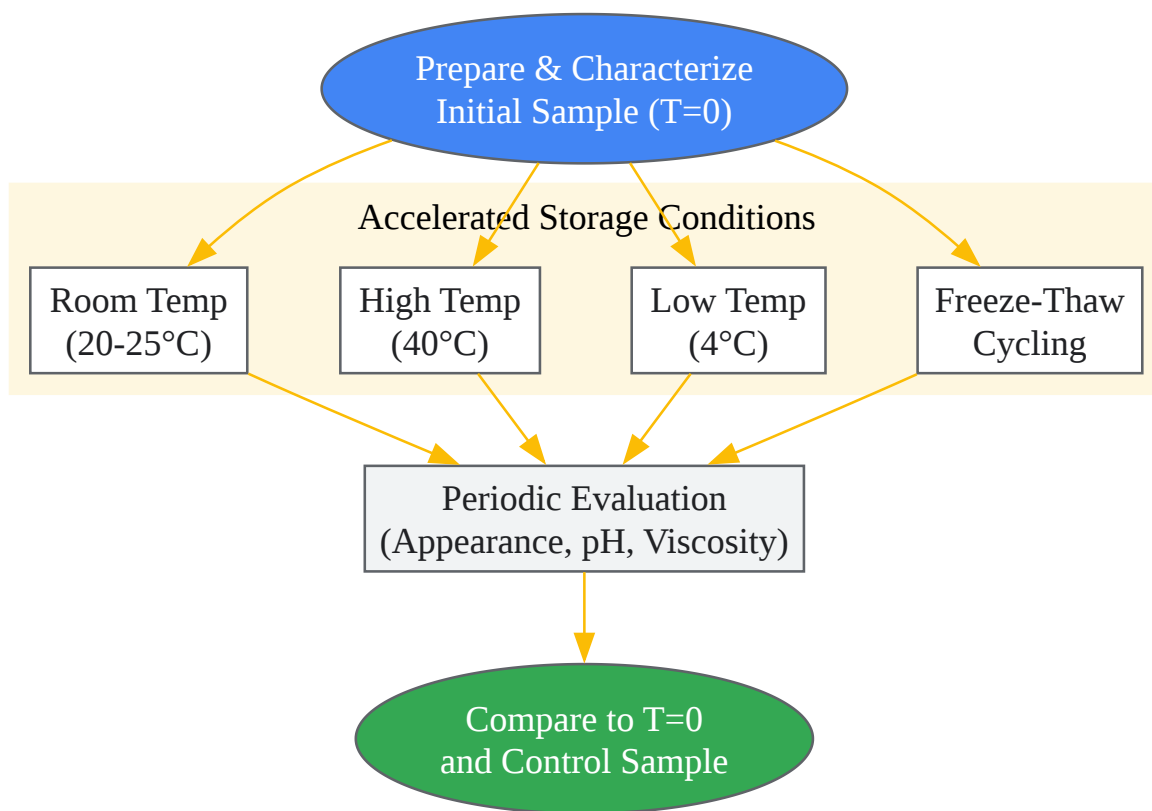 Prepare & Characterize
Initial Sample (T=0)
Accelerated Storage Conditions
Room Temp
(20-25°C)
High Temp
(40°C)
Low Temp
(4°C)
Freeze-Thaw
Cycling
Periodic Evaluation
(Appearance, pH, Viscosity)
Compare to T=0
and Control Sample